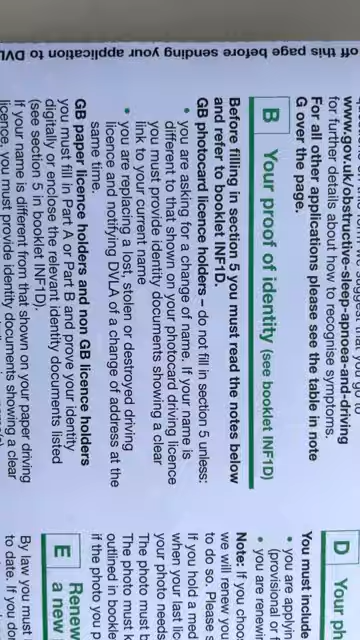 off this page before sending your application to DVL
www.gov.uk/obstructive-sleep-apnoea-and-driving
for further details about how to recognise symptoms.
For all other applications please see the table in note
G over the page.
B Your proof of identity (see booklet INF1D)
Before filling in section 5 you must read the notes below
and refer to booklet INF1D.
GB photocard licence holders – do not fill in section 5 unless:
• you are asking for a change of name. If your name is
different to that shown on your photocard driving licence
you must provide identity documents showing a clear
link to your current name
• you are replacing a lost, stolen or destroyed driving
licence and notifying DVLA of a change of address at the
same time.
GB paper licence holders and non GB licence holders
you must fill in Part A or Part B and prove your identity
digitally or enclose the relevant identity documents listed
(see section 5 in booklet INF1D).
If your name is different from that shown on your paper driving
licence, you must provide identity documents showing a clear
D Your ph
You must include
• you are apply
(provisional or f
• you are renew
Note: If you choo
we will renew yo
to do so. Please s
If you hold a med
when your last l
your photo needs
The photo must b
The photo must k
outlined in bookle
if the photo you p
E Renew
a new
By law you must
to date. If you d